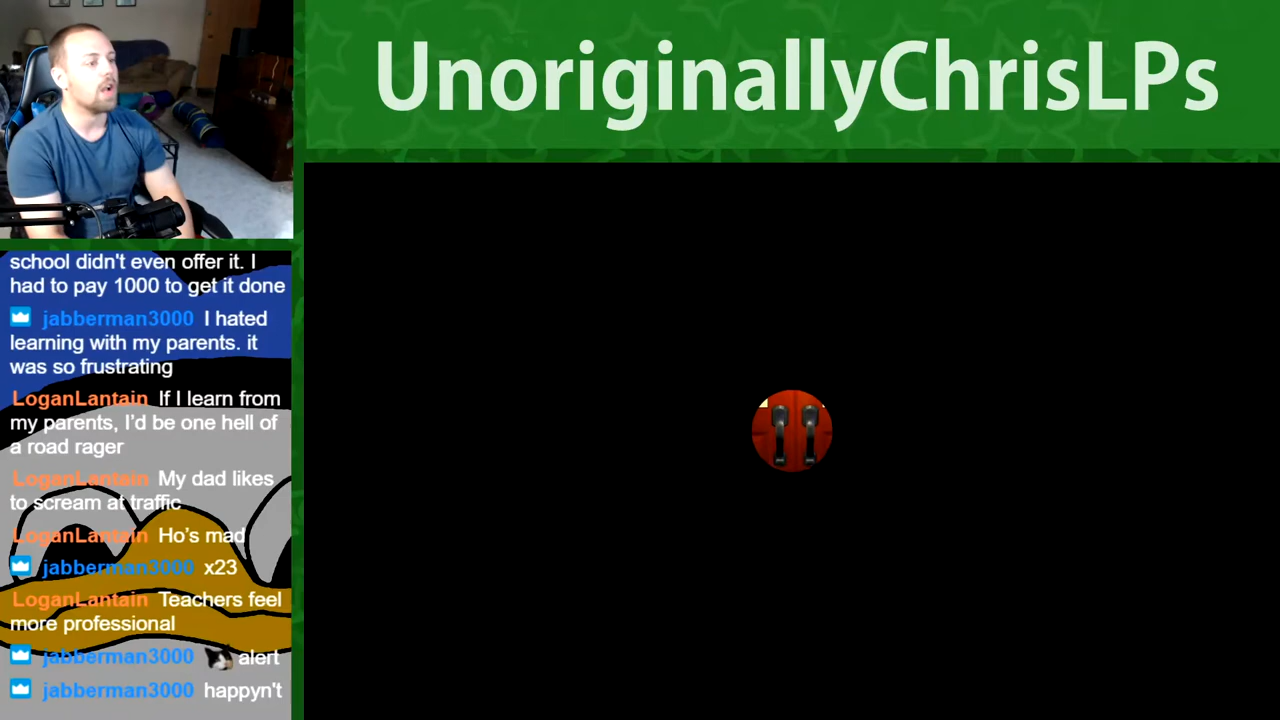 UnoriginallyChrisLPs
school didn't even offer it. I
had to pay 1000 to get it done
jabberman3000 I hated
learning with my parents. it
was so frustrating
LoganLantain If I learn from
my parents, I’d be one hell of
a road rager
LoganLantain My dad likes
to scream at traffic
LoganLantain Ho’s mad
jabberman3000 x23
LoganLantain Teachers feel
more professional
jabberman3000 alert
jabberman3000 happyn't